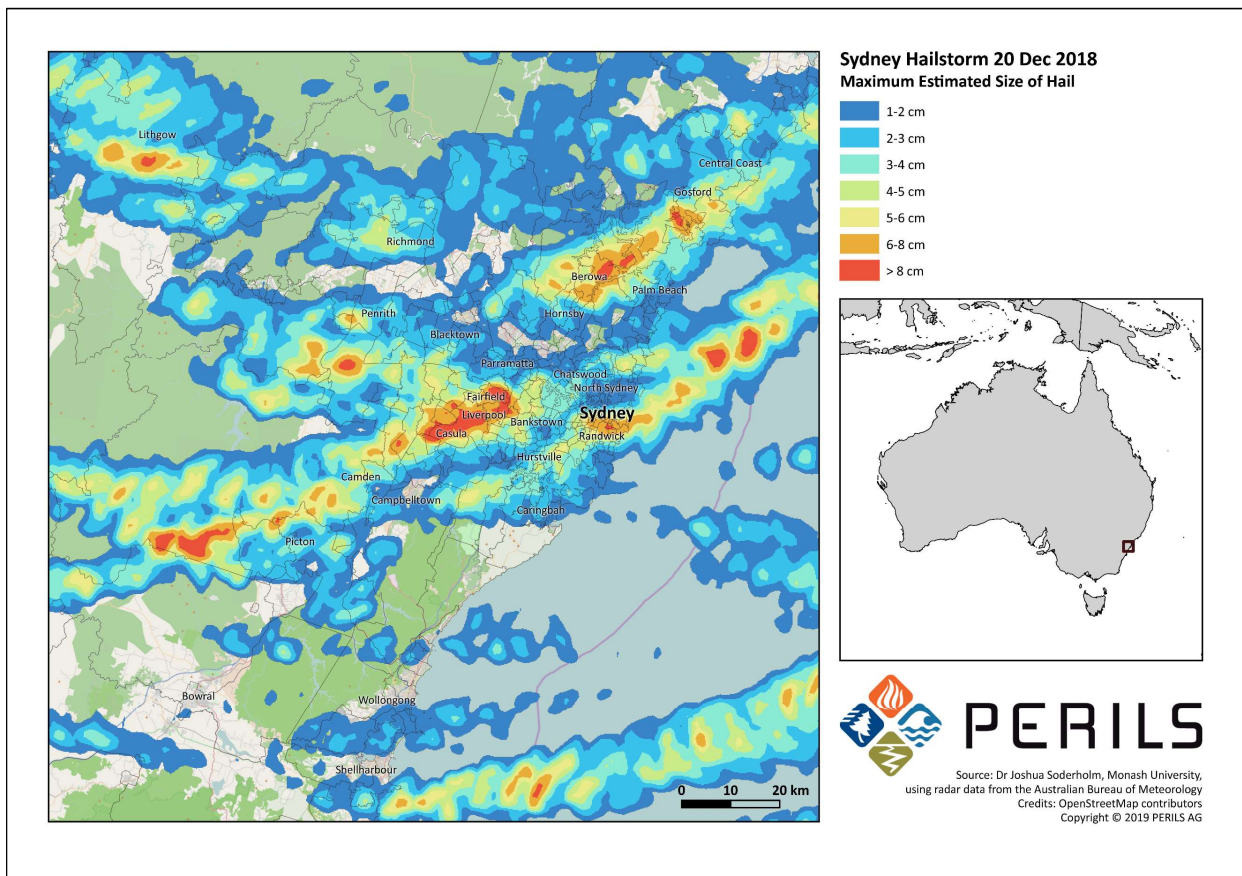 Sydney Hailstorm 20 Dec 2018
Maximum Estimated Size of Hail
1-2 cm
2-3 cm
3-4 cm
4-5 cm
5-6 cm
6-8 cm
> 8 cm
Lithgow
Central Coast
Gosford
Richmond
Berowa
Palm Beach
Penrith
Hornsby
Blacktown
Parramatta
Chatswood
North Sydney
Fairfield
Sydney
Liverpool
Bankstown
Casula
Randwick
Hurstville
Camden
Campbelltown
Caringbah
Picton
Bowral
Wollongong
Shellharbour
0 10 20 km
PERILS
Source: Dr Joshua Soderholm, Monash University,
using radar data from the Australian Bureau of Meteorology
Credits: OpenStreetMap contributors
Copyright © 2019 PERILS AG